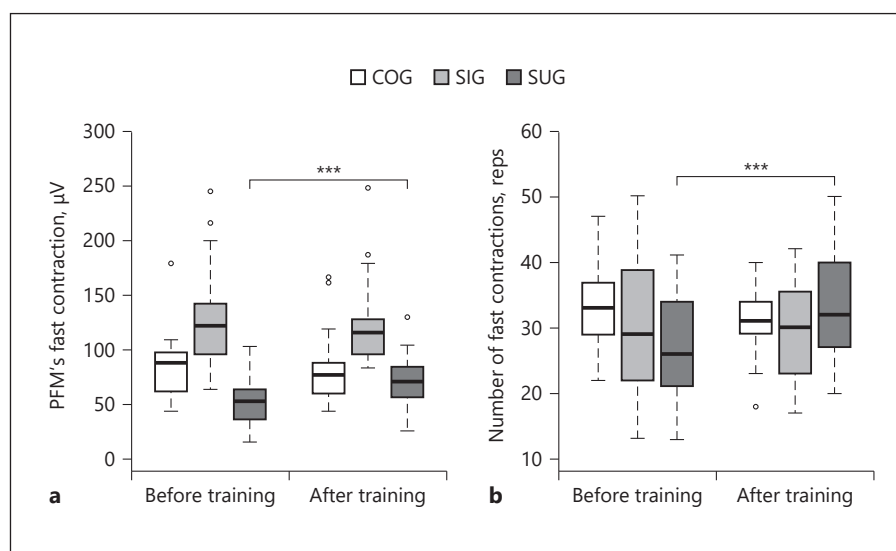 COG SIG SUG
PFM's fast contraction, µV
300
250
200
150
100
50
0
***
Before training After training
a
Number of fast contractions, reps
60
50
40
30
20
10
***
Before training After training
b